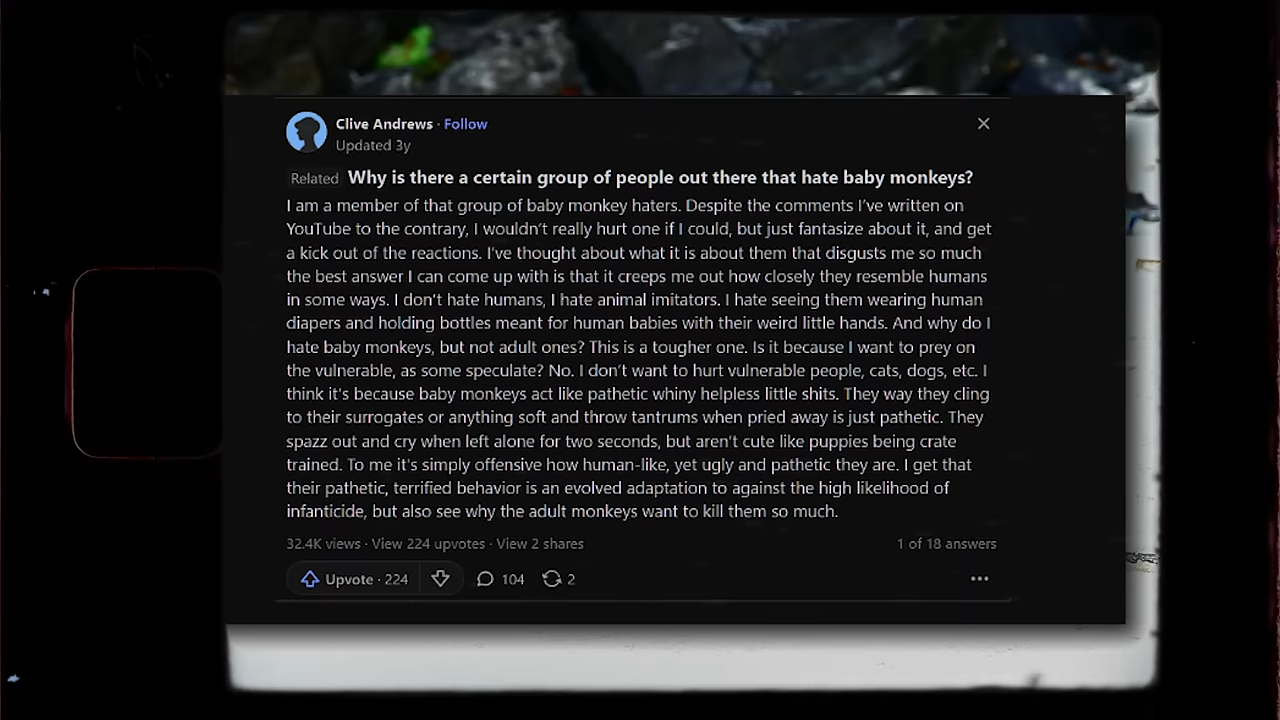 Clive Andrews · Follow
Updated 3y
Related Why is there a certain group of people out there that hate baby monkeys?
I am a member of that group of baby monkey haters. Despite the comments I've written on
YouTube to the contrary, I wouldn't really hurt one if I could, but just fantasize about it, and get
a kick out of the reactions. I've thought about what it is about them that disgusts me so much
the best answer I can come up with is that it creeps me out how closely they resemble humans
in some ways. I don't hate humans, I hate animal imitators. I hate seeing them wearing human
diapers and holding bottles meant for human babies with their weird little hands. And why do I
hate baby monkeys, but not adult ones? This is a tougher one. Is it because I want to prey on
the vulnerable, as some speculate? No. I don't want to hurt vulnerable people, cats, dogs, etc. I
think it's because baby monkeys act like pathetic whiny helpless little shits. They way they cling
to their surrogates or anything soft and throw tantrums when pried away is just pathetic. They
spazz out and cry when left alone for two seconds, but aren't cute like puppies being crate
trained. To me it's simply offensive how human-like, yet ugly and pathetic they are. I get that
their pathetic, terrified behavior is an evolved adaptation to against the high likelihood of
infanticide, but also see why the adult monkeys want to kill them so much.
32.4K views · View 224 upvotes · View 2 shares 1 of 18 answers
Upvote · 224 104 2